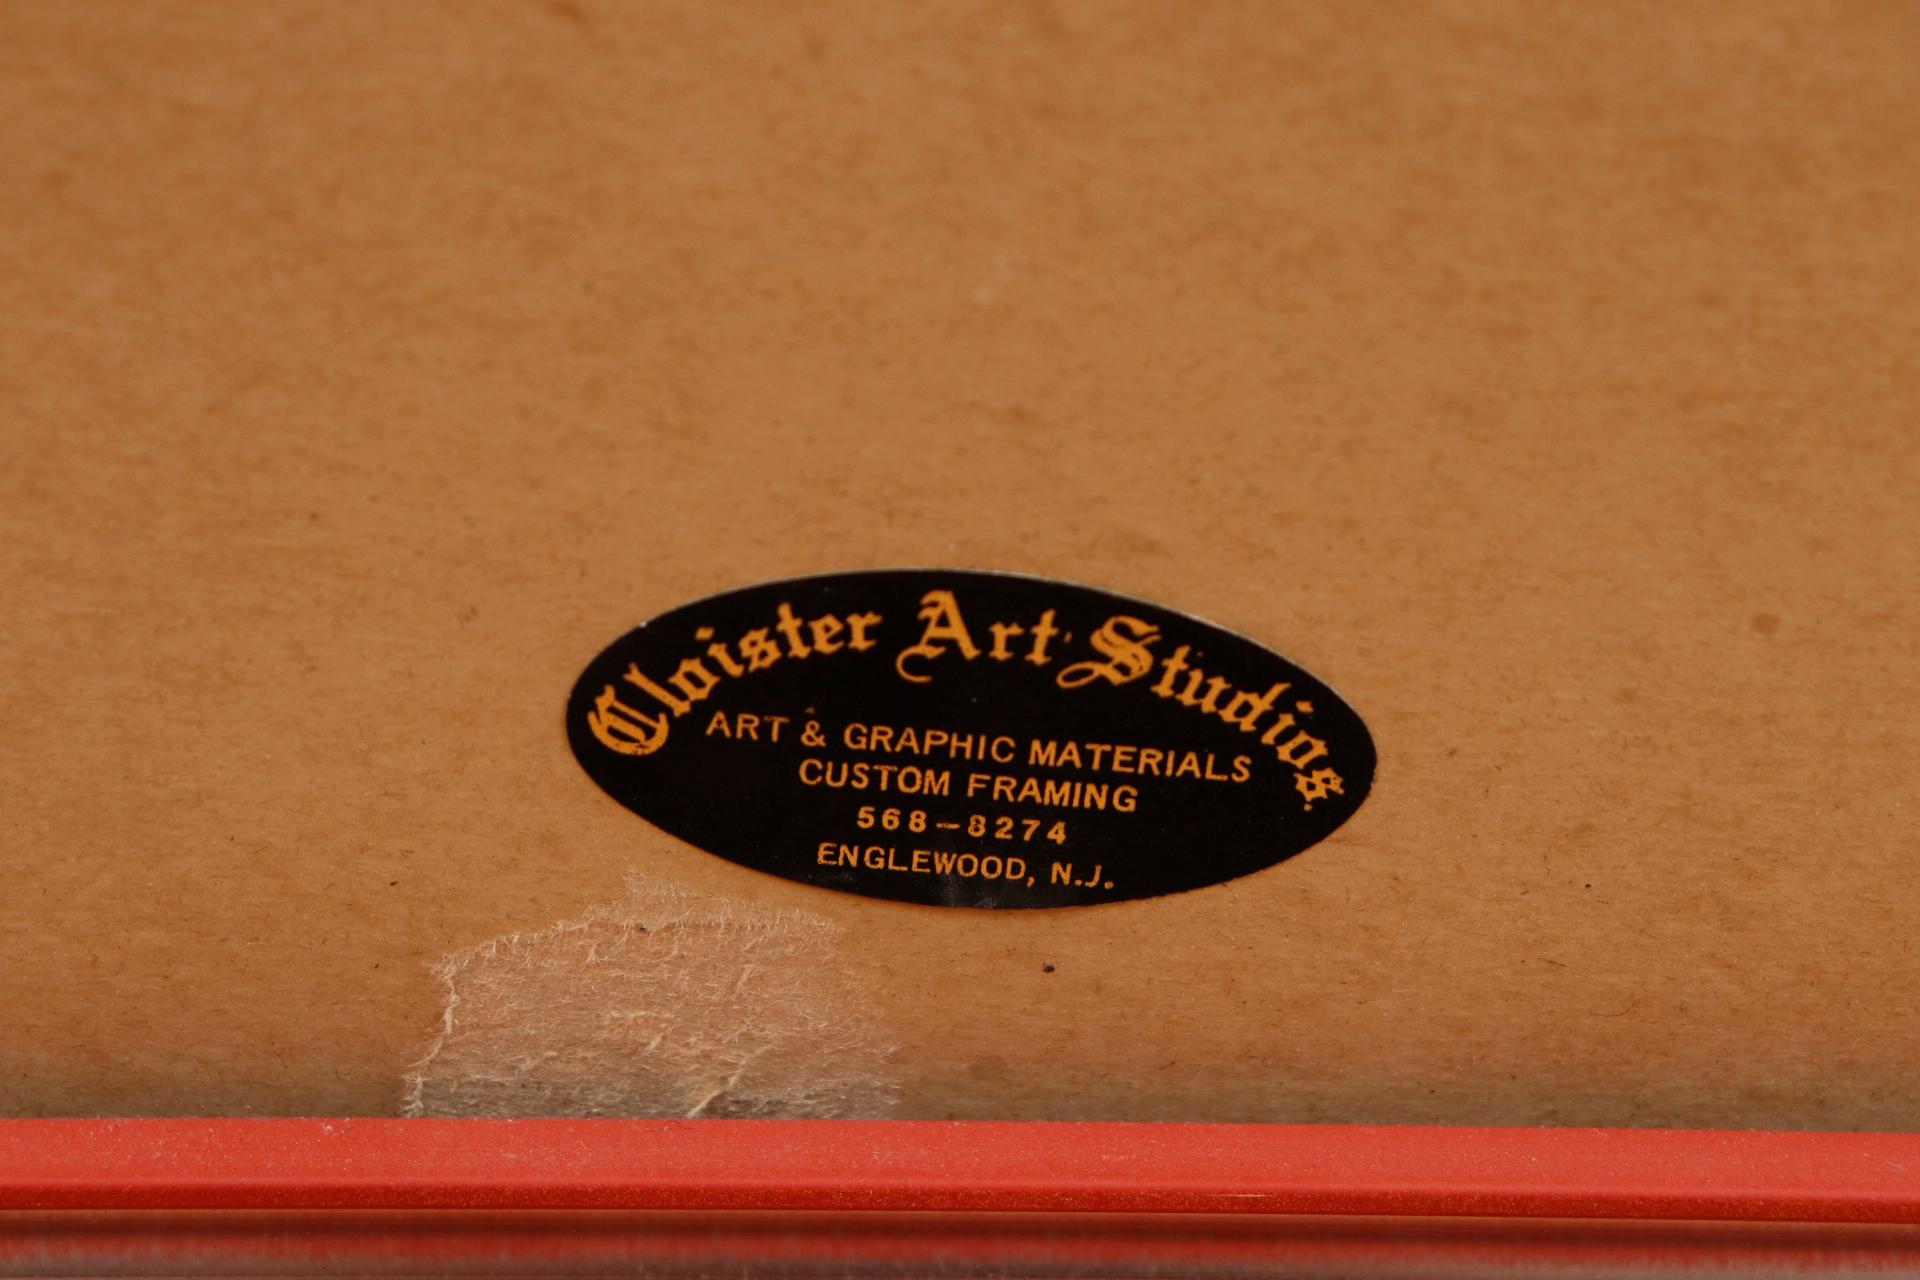 Cloister Art Studios
ART & GRAPHIC MATERIALS
CUSTOM FRAMING
568-8274
ENGLEWOOD, N.J.